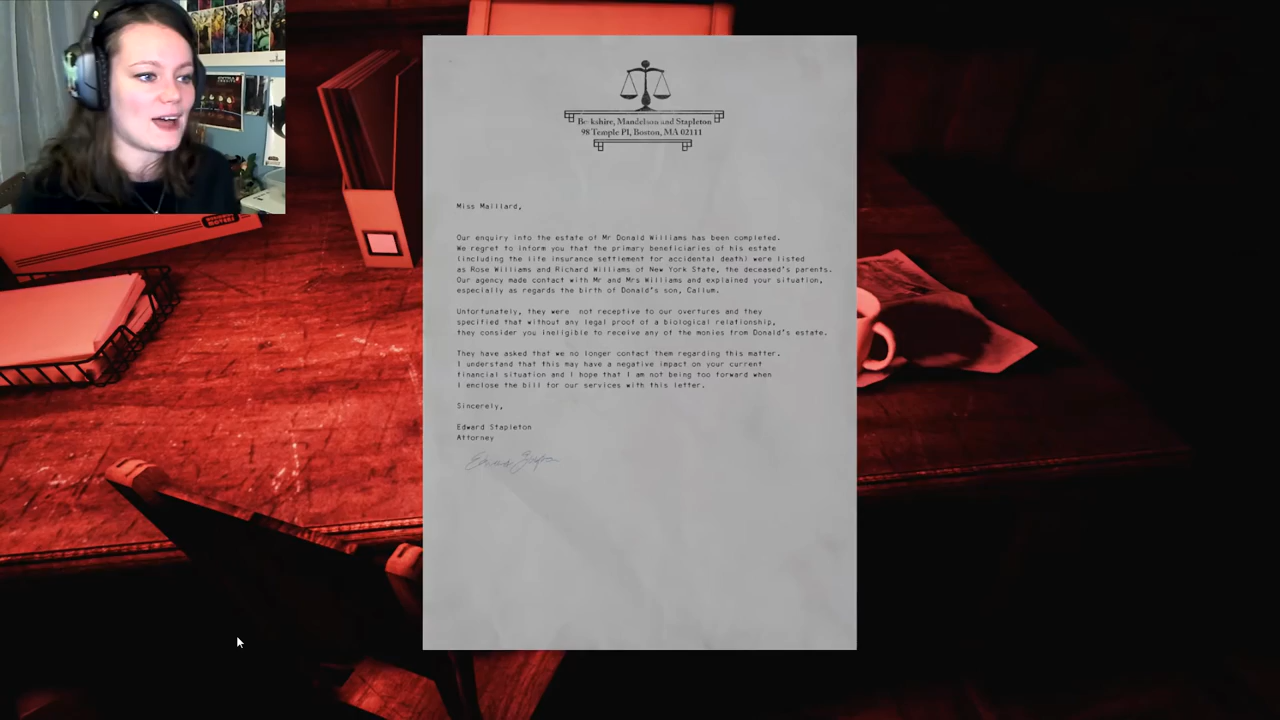 Berkshire, Mandelson and Stapleton
98 Temple Pl, Boston, MA 02111
Miss Maillard,
Our enquiry into the estate of Mr Donald Williams has been completed.
We regret to inform you that the primary beneficiaries of his estate
(including the life insurance settlement for accidental death) were listed
as Rose Williams and Richard Williams of New York State, the deceased's parents.
Our agency made contact with Mr and Mrs Williams and explained your situation,
especially as regards the birth of Donald's son, Callum.
Unfortunately, they were not receptive to our overtures and they
specified that without any legal proof of a biological relationship,
they consider you ineligible to receive any of the monies from Donald's estate.
They have asked that we no longer contact them regarding this matter.
I understand that this may have a negative impact on your current
financial situation and I hope that I am not being too forward when
I enclose the bill for our services with this letter.
Sincerely,
Edward Stapleton
Attorney